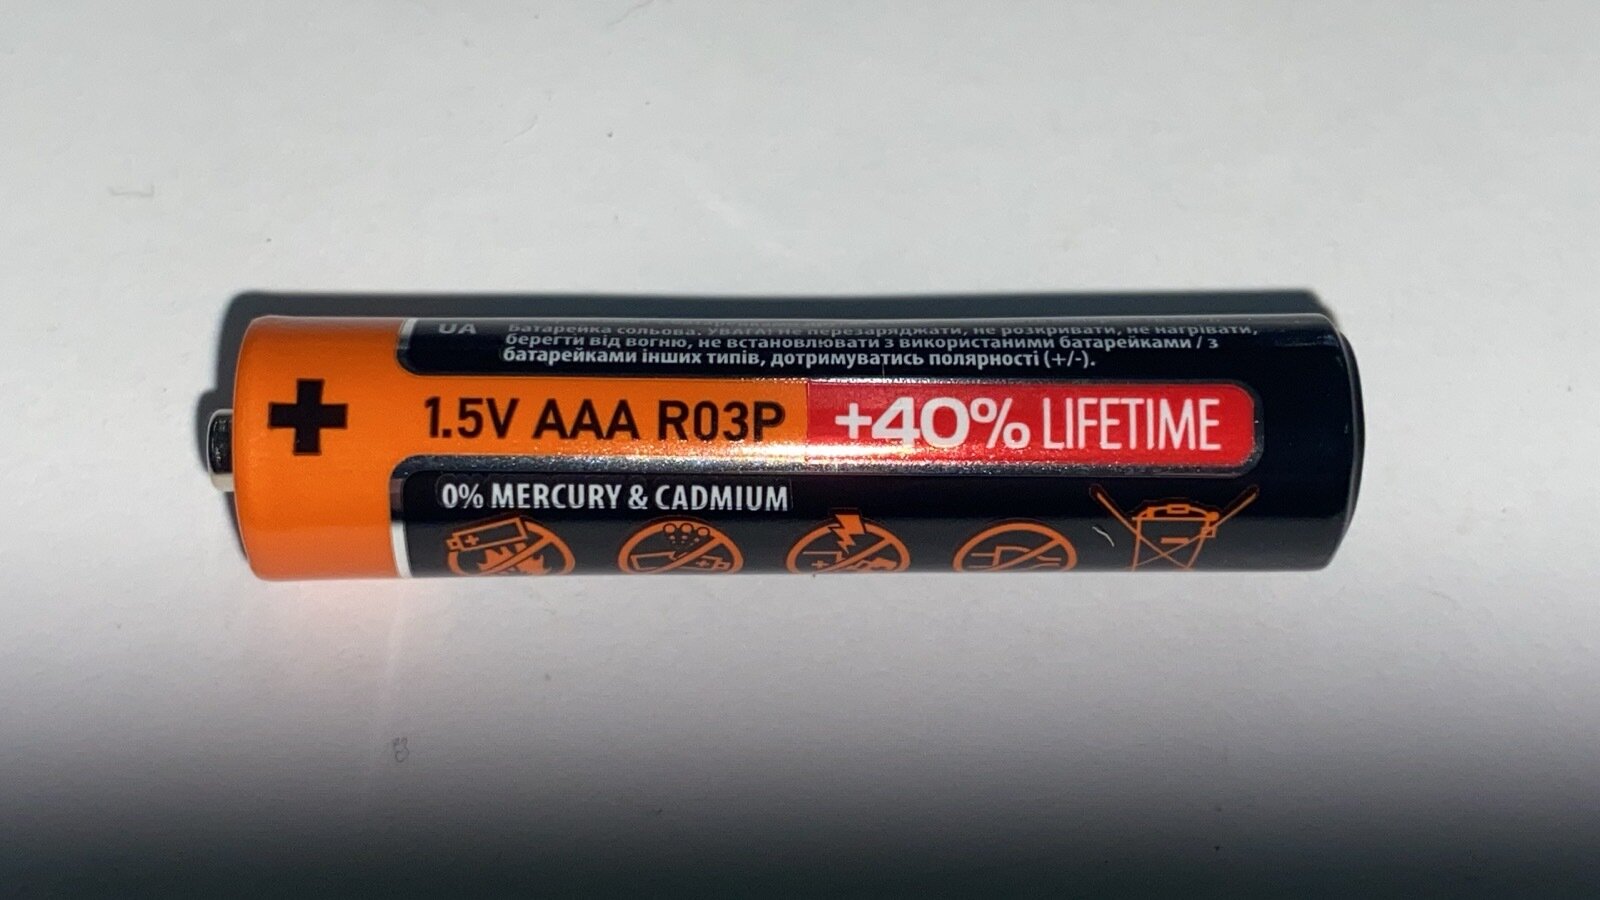 UA Батарейка сольова. УВАГА! Не перезаряджати, не розкривати, не нагрівати,
берегти від вогню, не встановлювати з використаними батарейками / з
батарейками інших типів, дотримуватись полярності (+/-).
+ 1.5V AAA R03P +40% LIFETIME
0% MERCURY & CADMIUM